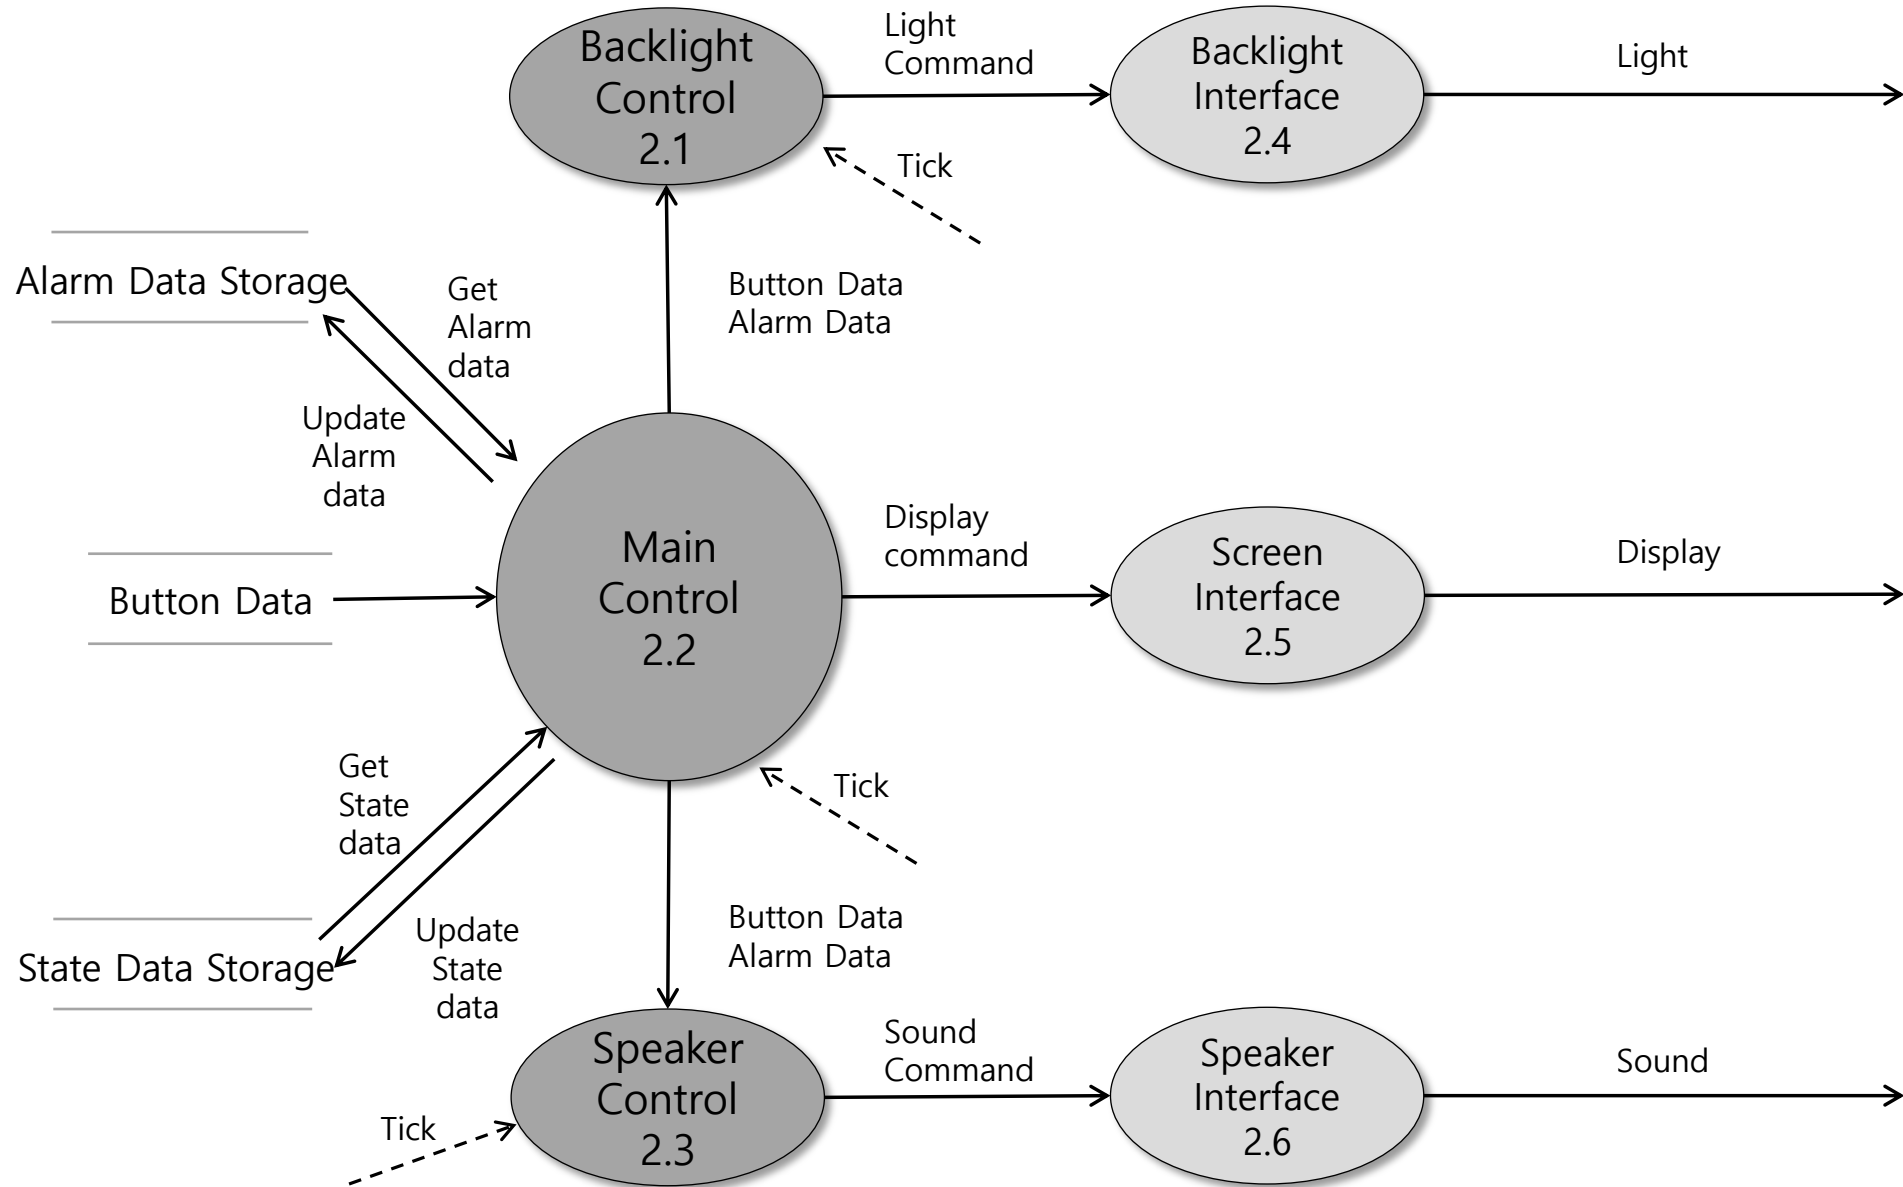 Backlight
Control
2.1
Light
Command
Backlight
Interface
2.4
Light
Tick
Alarm Data Storage
Get
Alarm
data
Button Data
Alarm Data
Update
Alarm
data
Main
Control
2.2
Display
command
Screen
Interface
2.5
Display
Button Data
Get
State
data
Tick
State Data Storage
Update
State
data
Button Data
Alarm Data
Speaker
Control
2.3
Sound
Command
Speaker
Interface
2.6
Sound
Tick